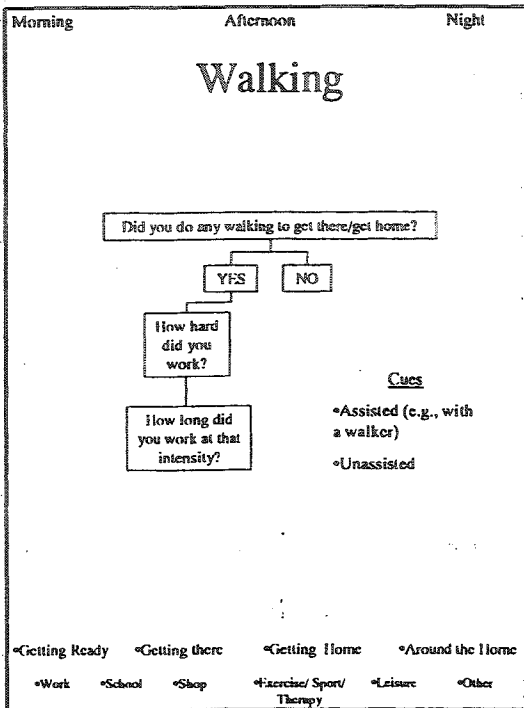 Morning Afternoon Night
Walking
Did you do any walking to get there/get home?
YES NO
How hard
did you
work?
How long did
you work at that
intensity?
Cues
•Assisted (e.g., with
a walker)
•Unassisted
•Getting Ready •Getting there •Getting Home •Around the Home
•Work •School •Shop •Exercise/ Sport/
Therapy •Leisure •Other